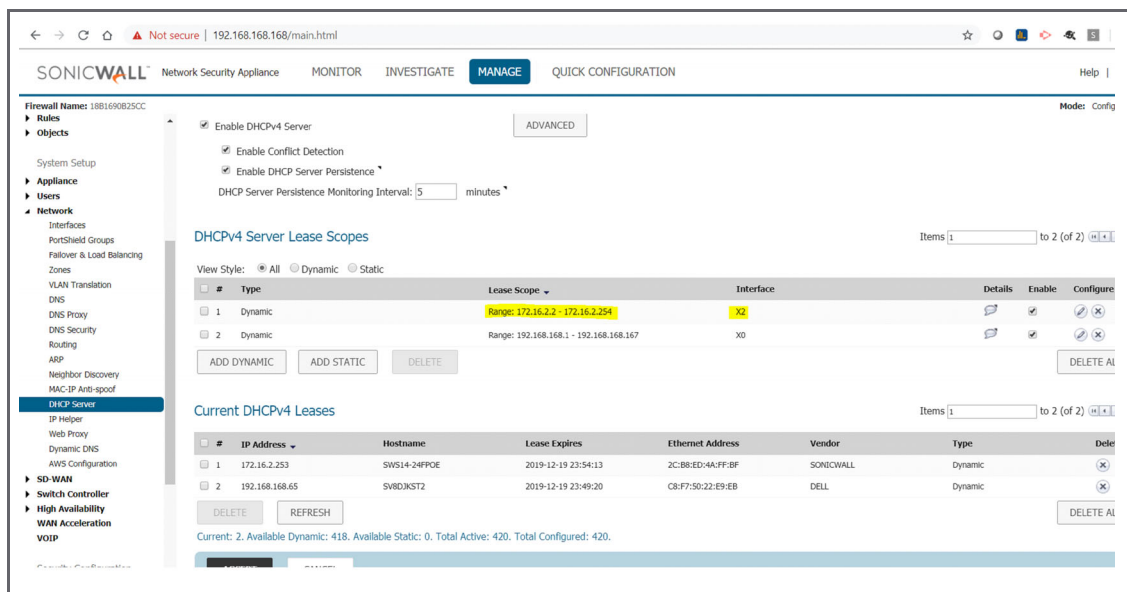 Not secure | 192.168.168.168/main.html
SONICWALL Network Security Appliance MONITOR INVESTIGATE MANAGE QUICK CONFIGURATION Help |
Firewall Name: 18B1690B25CC Mode: Config
Rules
Objects
System Setup
Appliance
Users
Network
Interfaces
PortShield Groups
Failover & Load Balancing
Zones
VLAN Translation
DNS
DNS Proxy
DNS Security
Routing
ARP
Neighbor Discovery
MAC-IP Anti-spoof
DHCP Server
IP Helper
Web Proxy
Dynamic DNS
AWS Configuration
SD-WAN
Switch Controller
High Availability
WAN Acceleration
VOIP
Enable DHCPv4 Server ADVANCED
Enable Conflict Detection
Enable DHCP Server Persistence
DHCP Server Persistence Monitoring Interval: 5 minutes
DHCPv4 Server Lease Scopes Items 1 to 2 (of 2)
View Style: All Dynamic Static
# Type Lease Scope Interface Details Enable Configure
1 Dynamic Range: 172.16.2.2 - 172.16.2.254 X2
2 Dynamic Range: 192.168.168.1 - 192.168.168.167 X0
ADD DYNAMIC ADD STATIC DELETE DELETE AL
Current DHCPv4 Leases Items 1 to 2 (of 2)
# IP Address Hostname Lease Expires Ethernet Address Vendor Type Dele
1 172.16.2.253 SWS14-24FPOE 2019-12-19 23:54:13 2C:B8:ED:4A:FF:BF SONICWALL Dynamic
2 192.168.168.65 SV8DJKST2 2019-12-19 23:49:20 C8:F7:50:22:E9:EB DELL Dynamic
DELETE REFRESH DELETE AL
Current: 2. Available Dynamic: 418. Available Static: 0. Total Active: 420. Total Configured: 420.